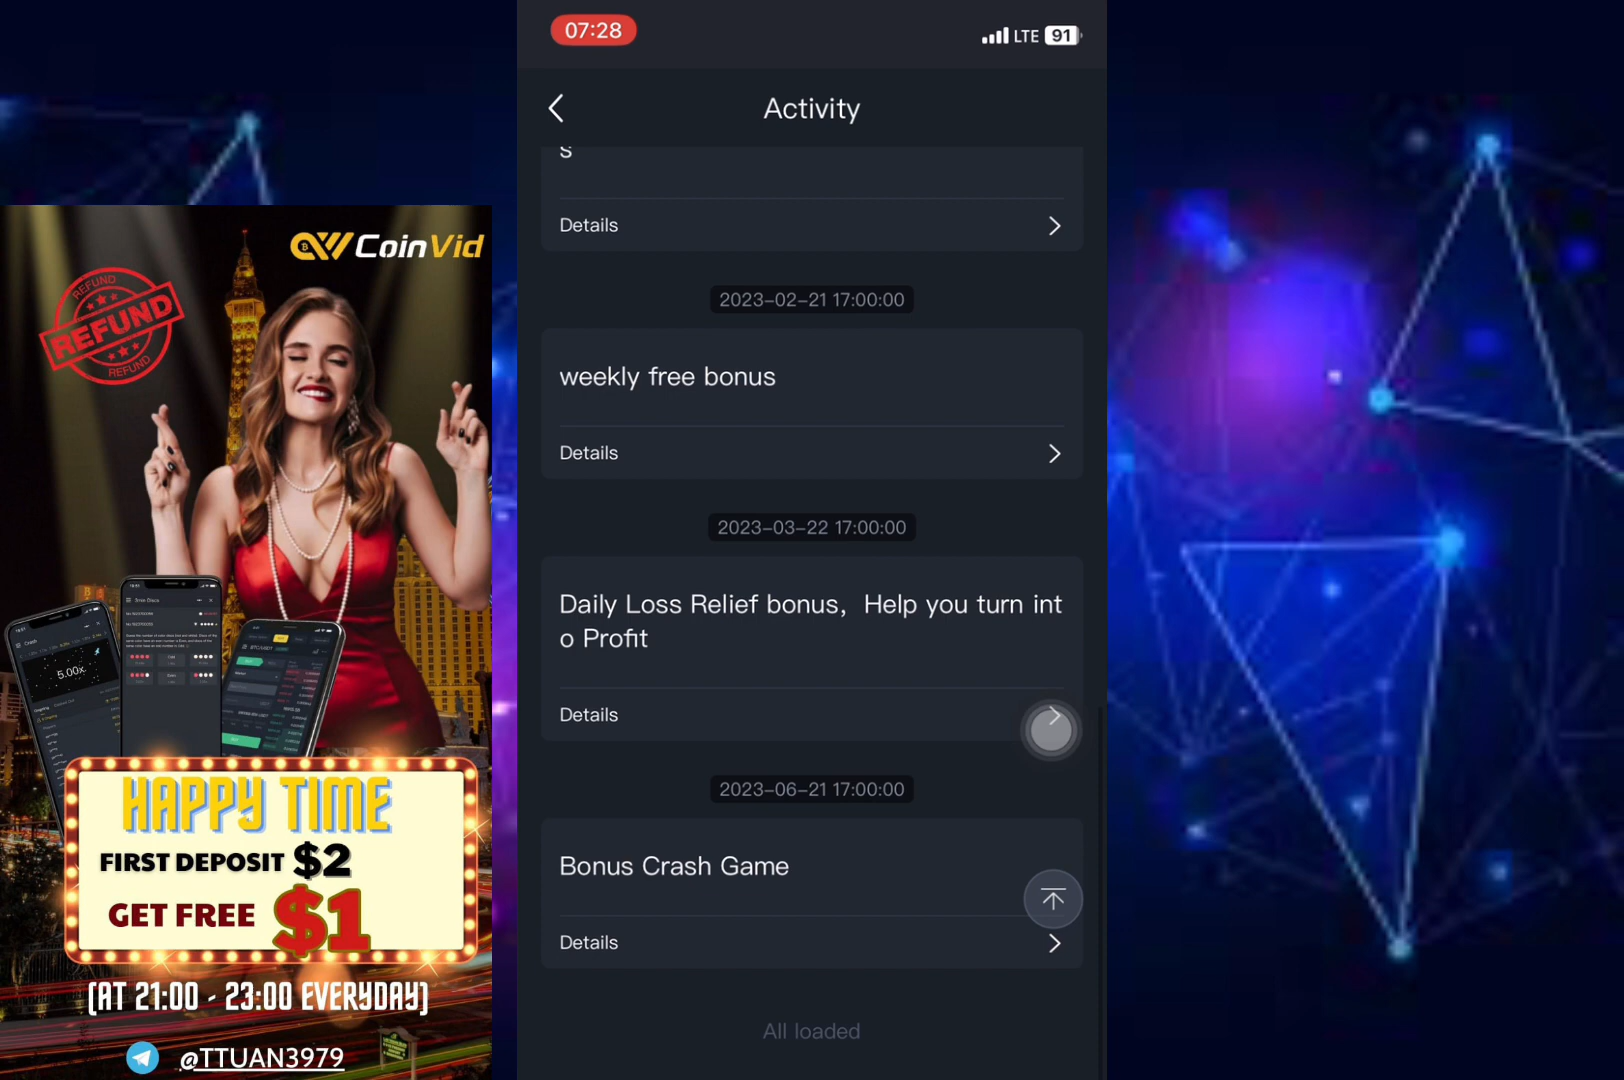 CoinVid
REFUND
REFUND
REFUND
5.00x
HAPPY TIME
FIRST DEPOSIT $2
GET FREE $1
(AT 21:00 - 23:00 EVERYDAY)
@TTUAN3979
07:28
LTE 91
Activity
s
Details
2023-02-21 17:00:00
weekly free bonus
Details
2023-03-22 17:00:00
Daily Loss Relief bonus，Help you turn int
o Profit
Details
2023-06-21 17:00:00
Bonus Crash Game
Details
All loaded